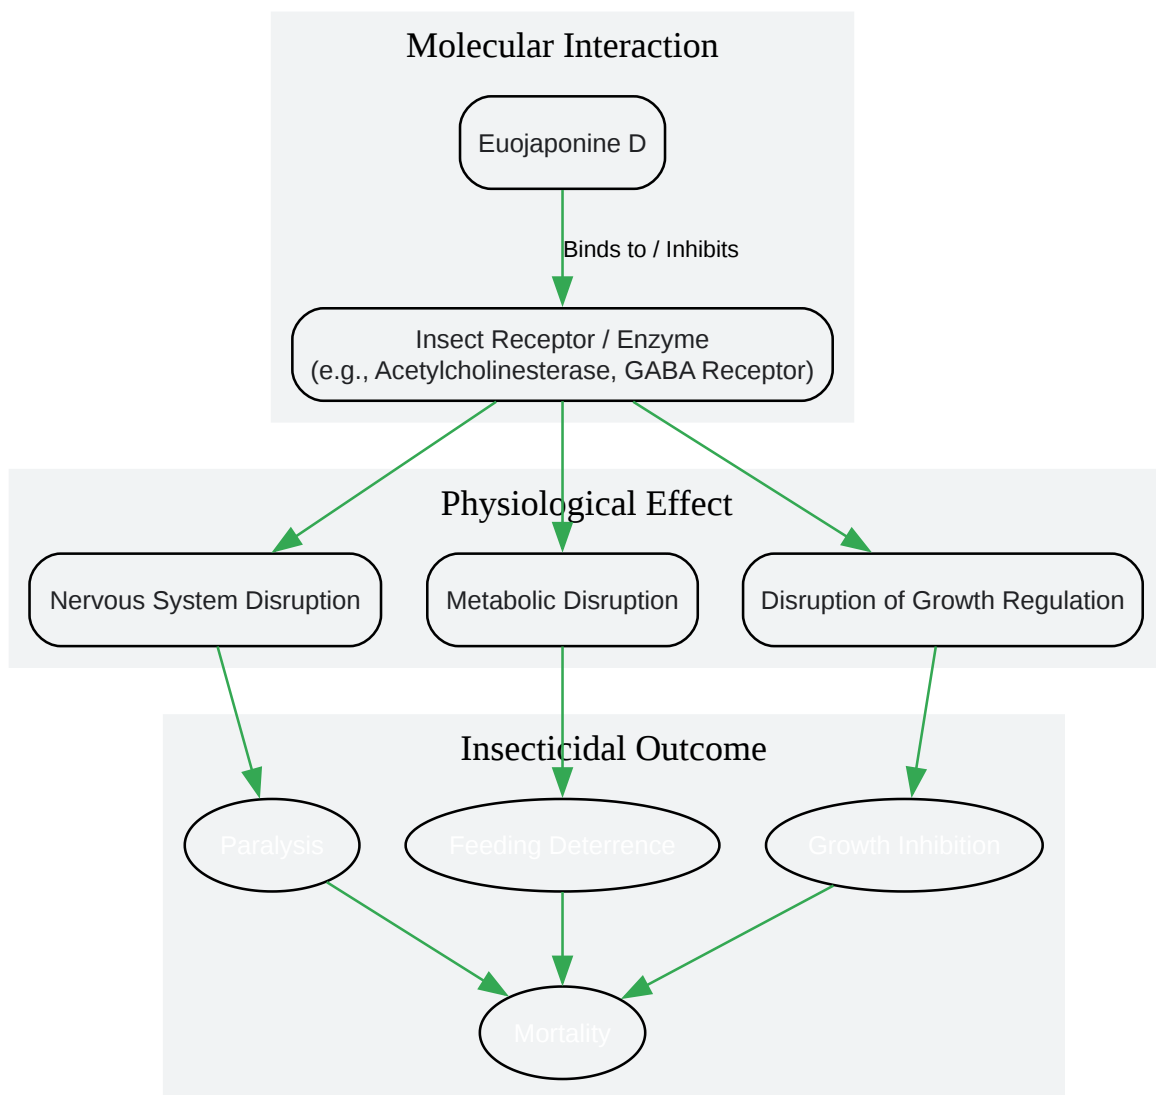 Molecular Interaction
Euojaponine D
Binds to / Inhibits
Insect Receptor / Enzyme
(e.g., Acetylcholinesterase, GABA Receptor)
Physiological Effect
Nervous System Disruption
Metabolic Disruption
Disruption of Growth Regulation
Insecticidal Outcome
Paralysis
Feeding Deterrence
Growth Inhibition
Mortality